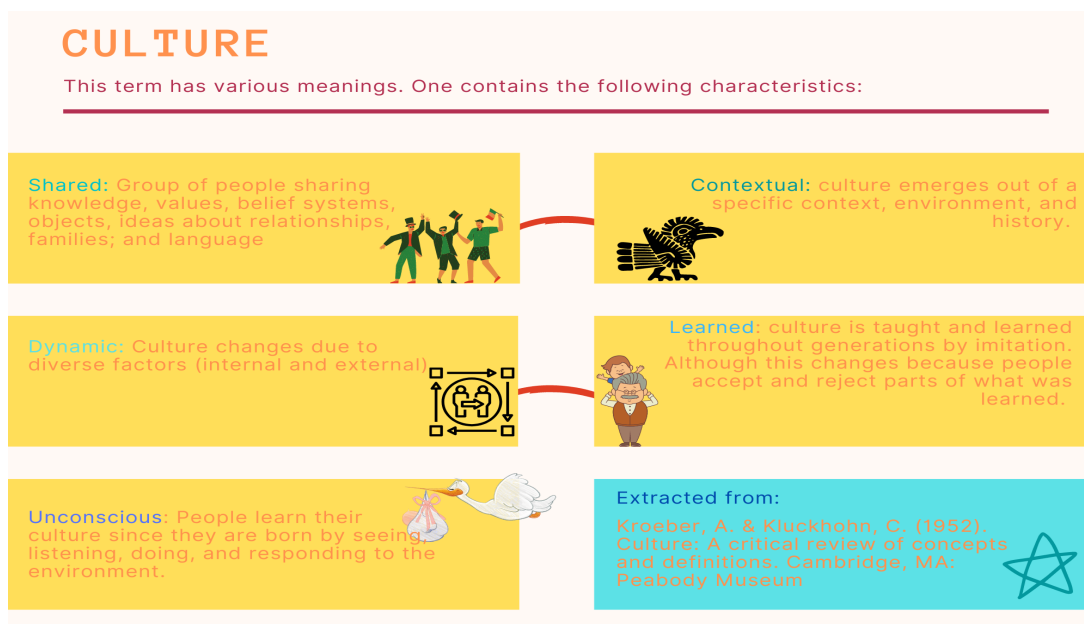 CULTURE
This term has various meanings. One contains the following characteristics:
Shared: Group of people sharing
knowledge, values, belief systems,
objects, ideas about relationships,
families; and language
Contextual: culture emerges out of a
specific context, environment, and
history.
Dynamic: Culture changes due to
diverse factors (internal and external)
Learned: culture is taught and learned
throughout generations by imitation.
Although this changes because people
accept and reject parts of what was
learned.
Unconscious: People learn their
culture since they are born by seeing,
listening, doing, and responding to the
environment.
Extracted from:
Kroeber, A. & Kluckhohn, C. (1952).
Culture: A critical review of concepts
and definitions. Cambridge, MA:
Peabody Museum